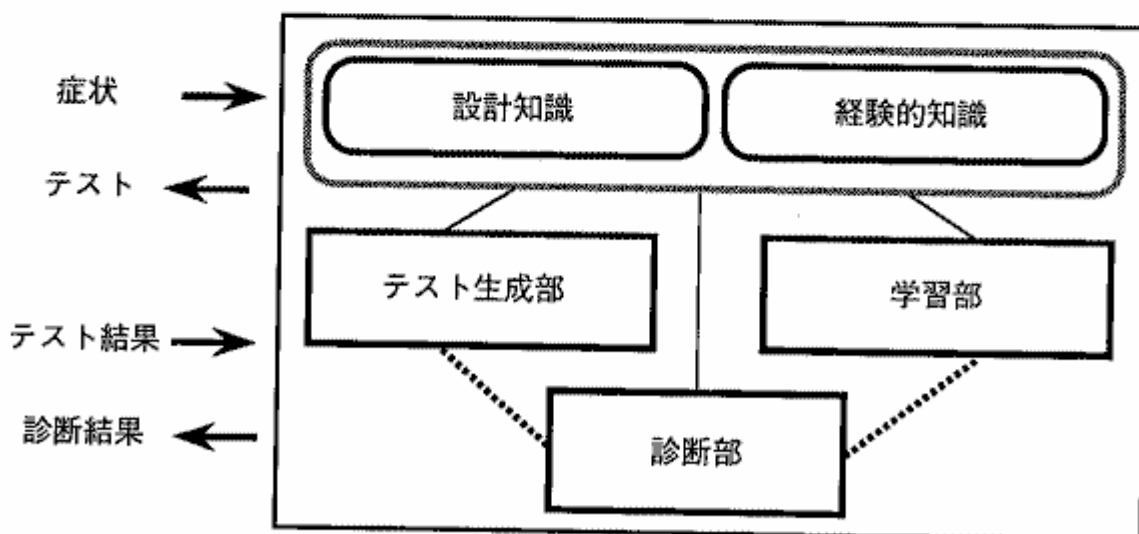 症状
設計知識
経験的知識
テスト
テスト生成部
学習部
テスト結果
診断結果
診断部